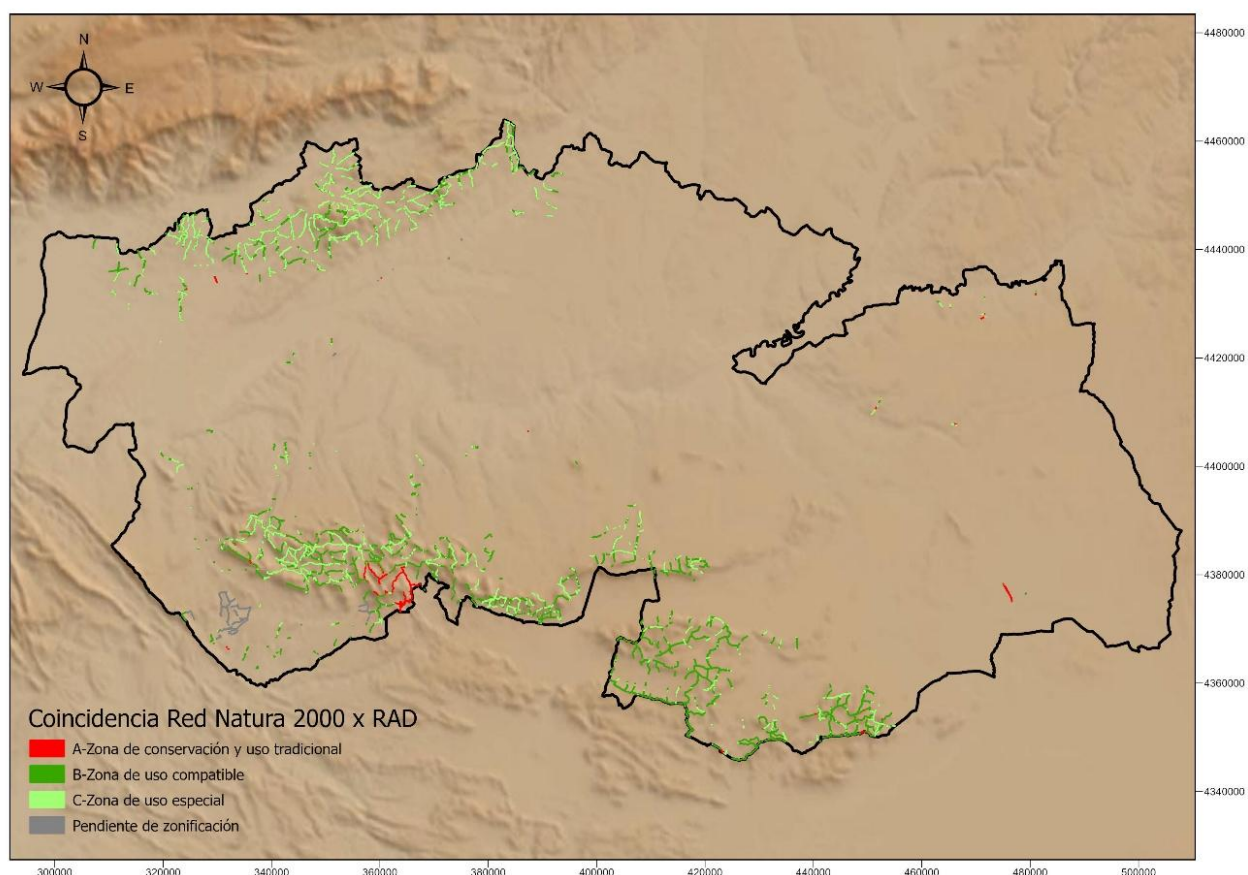 N
W E
S
4480000
4460000
4440000
4420000
4400000
4380000
4360000
4340000
Coincidencia Red Natura 2000 x RAD
A-Zona de conservación y uso tradicional
B-Zona de uso compatible
C-Zona de uso especial
Pendiente de zonificación
300000 320000 340000 360000 380000 400000 420000 440000 460000 480000 500000